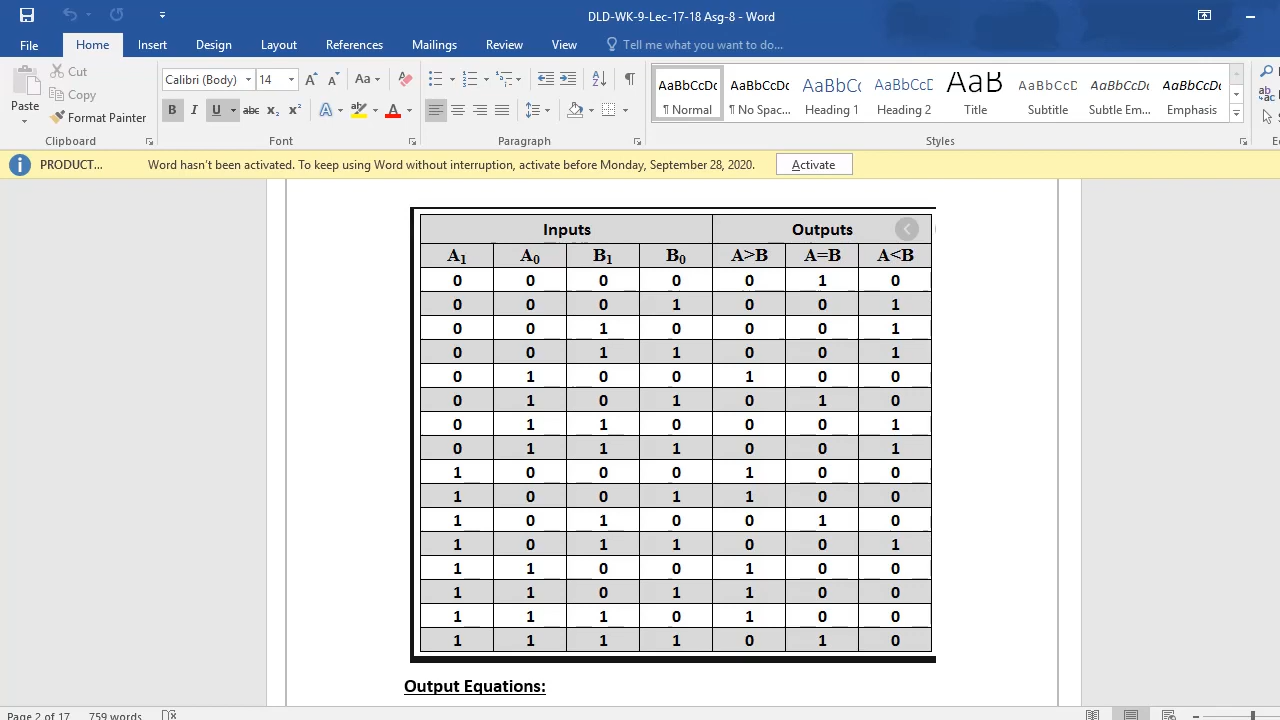 DLD-WK-9-Lec-17-18 Asg-8 - Word
File Home Insert Design Layout References Mailings Review View Tell me what you want to do...
Paste Cut Copy Format Painter
Calibri (Body) 14 A A Aa A
B I U abc x₂ x² A ab A
AaBbCcDc AaBbCcDc AaBbCc AaBbCcD AaB AaBbCcD AaBbCcDc AaBbCcDc
¶ Normal ¶ No Spac... Heading 1 Heading 2 Title Subtitle Subtle Em... Emphasis
Clipboard Font Paragraph Styles
PRODUCT... Word hasn't been activated. To keep using Word without interruption, activate before Monday, September 28, 2020. Activate
Inputs Outputs
A₁ A₀ B₁ B₀ A>B A=B A<B
0 0 0 0 0 1 0
0 0 0 1 0 0 1
0 0 1 0 0 0 1
0 0 1 1 0 0 1
0 1 0 0 1 0 0
0 1 0 1 0 1 0
0 1 1 0 0 0 1
0 1 1 1 0 0 1
1 0 0 0 1 0 0
1 0 0 1 1 0 0
1 0 1 0 0 1 0
1 0 1 1 0 0 1
1 1 0 0 1 0 0
1 1 0 1 1 0 0
1 1 1 0 1 0 0
1 1 1 1 0 1 0
Output Equations:
Page 2 of 17 759 words